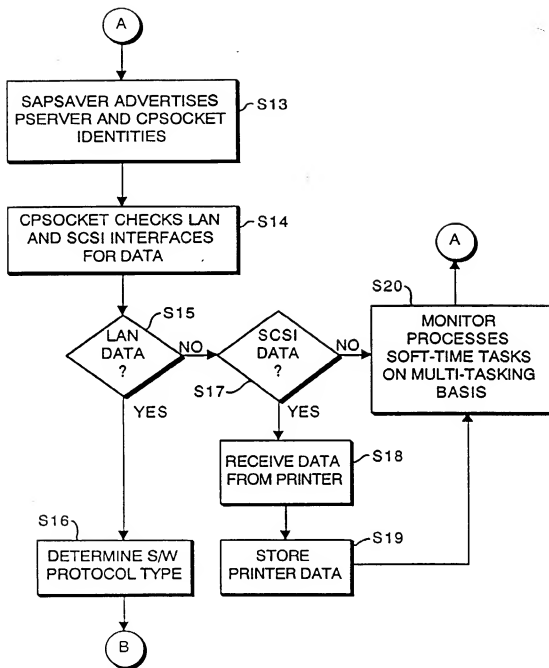 A
SAPSAVER ADVERTISES
PSERVER AND CPSOCKET
IDENTITIES
S13
CPSOCKET CHECKS LAN
AND SCSI INTERFACES
FOR DATA
S14
A
S20
MONITOR
PROCESSES
SOFT-TIME TASKS
ON MULTI-TASKING
BASIS
S15
LAN
DATA
?
NO
YES
SCSI
DATA
?
S17
NO
YES
RECEIVE DATA
FROM PRINTER
S18
S16
DETERMINE S/W
PROTOCOL TYPE
STORE
PRINTER DATA
S19
B